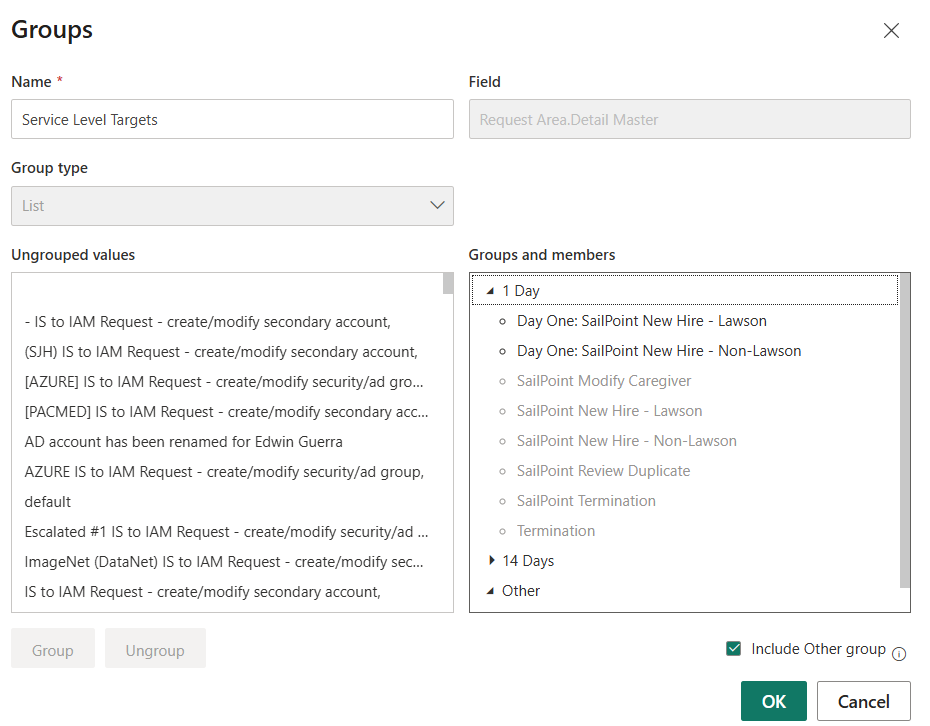 Groups
Name *
Field
Service Level Targets
Request Area.Detail Master
Group type
List
Ungrouped values
Groups and members
- IS to IAM Request - create/modify secondary account,
(SJH) IS to IAM Request - create/modify secondary account,
[AZURE] IS to IAM Request - create/modify security/ad gro...
[PACMED] IS to IAM Request - create/modify secondary acc...
AD account has been renamed for Edwin Guerra
AZURE IS to IAM Request - create/modify security/ad group,
default
Escalated #1 IS to IAM Request - create/modify security/ad ...
ImageNet (DataNet) IS to IAM Request - create/modify sec...
IS to IAM Request - create/modify secondary account,
1 Day
Day One: SailPoint New Hire - Lawson
Day One: SailPoint New Hire - Non-Lawson
SailPoint Modify Caregiver
SailPoint New Hire - Lawson
SailPoint New Hire - Non-Lawson
SailPoint Review Duplicate
SailPoint Termination
Termination
14 Days
Other
Group
Ungroup
Include Other group
OK
Cancel